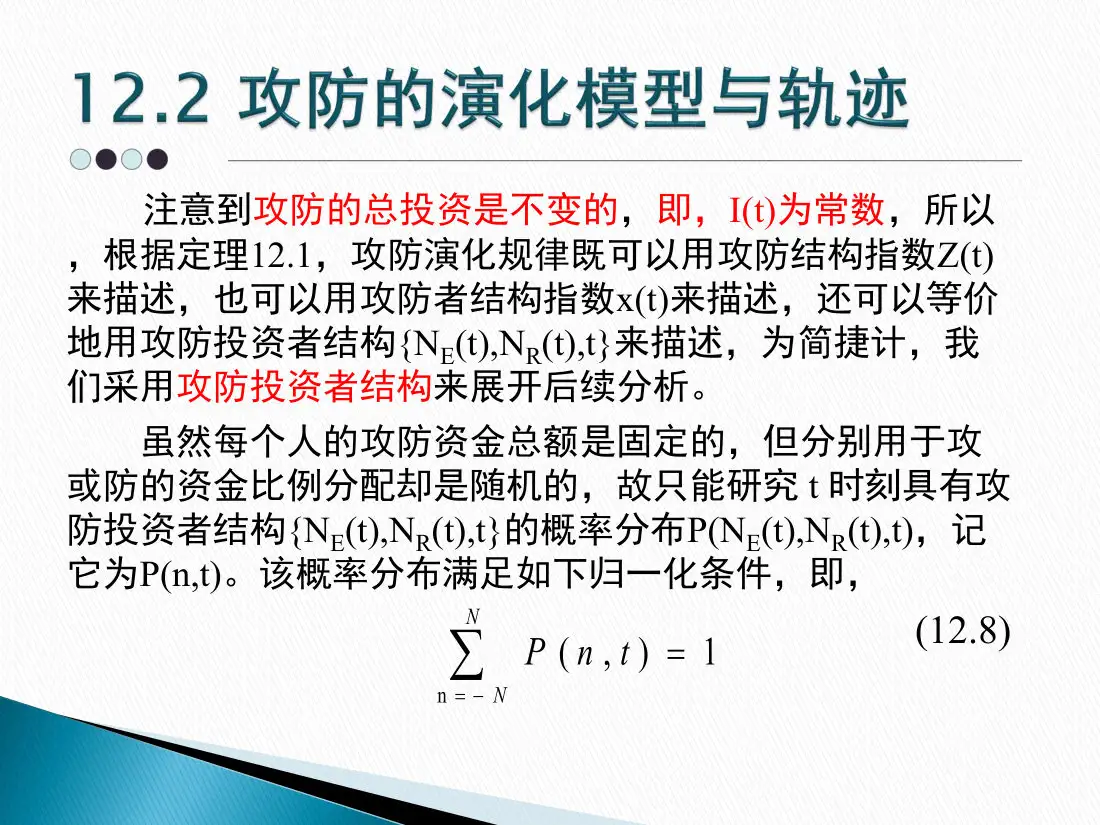 12.2 攻防的演化模型与轨迹
注意到攻防的总投资是不变的，即，I(t)为常数，所以
，根据定理12.1，攻防演化规律既可以用攻防结构指数Z(t)
来描述，也可以用攻防者结构指数x(t)来描述，还可以等价
地用攻防投资者结构{N_E(t),N_R(t),t}来描述，为简捷计，我
们采用攻防投资者结构来展开后续分析。
虽然每个人的攻防资金总额是固定的，但分别用于攻
或防的资金比例分配却是随机的，故只能研究 t 时刻具有攻
防投资者结构{N_E(t),N_R(t),t}的概率分布P(N_E(t),N_R(t),t)，记
它为P(n,t)。该概率分布满足如下归一化条件，即，
\sum_{n=-N}^{N} P(n,t) = 1 (12.8)